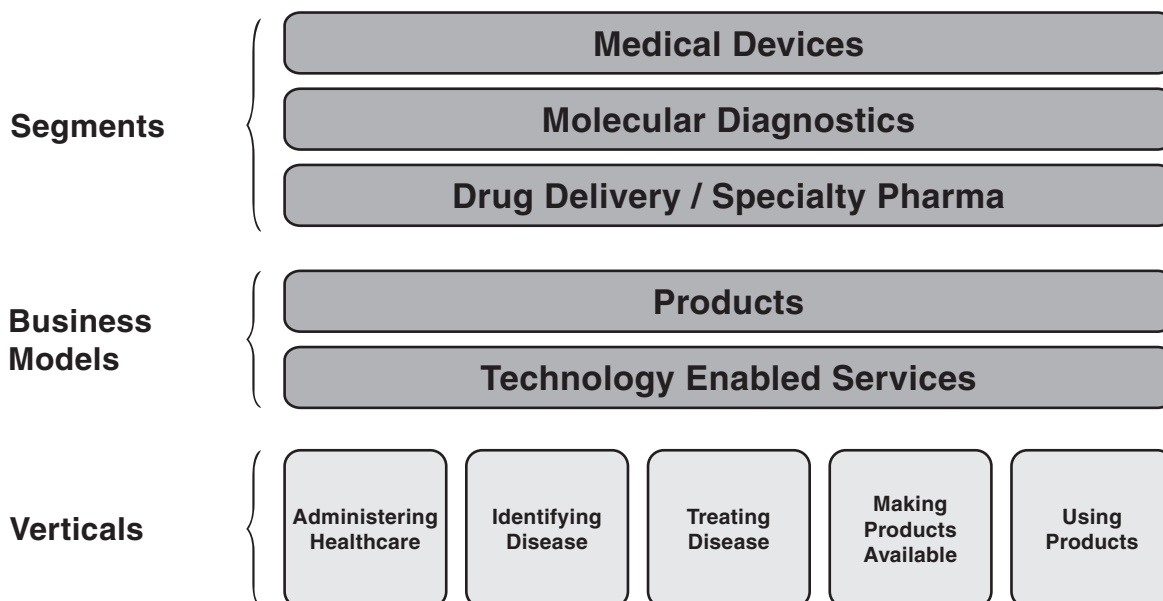 Segments
Medical Devices
Molecular Diagnostics
Drug Delivery / Specialty Pharma
Business
Models
Products
Technology Enabled Services
Verticals
Administering
Healthcare
Identifying
Disease
Treating
Disease
Making
Products
Available
Using
Products